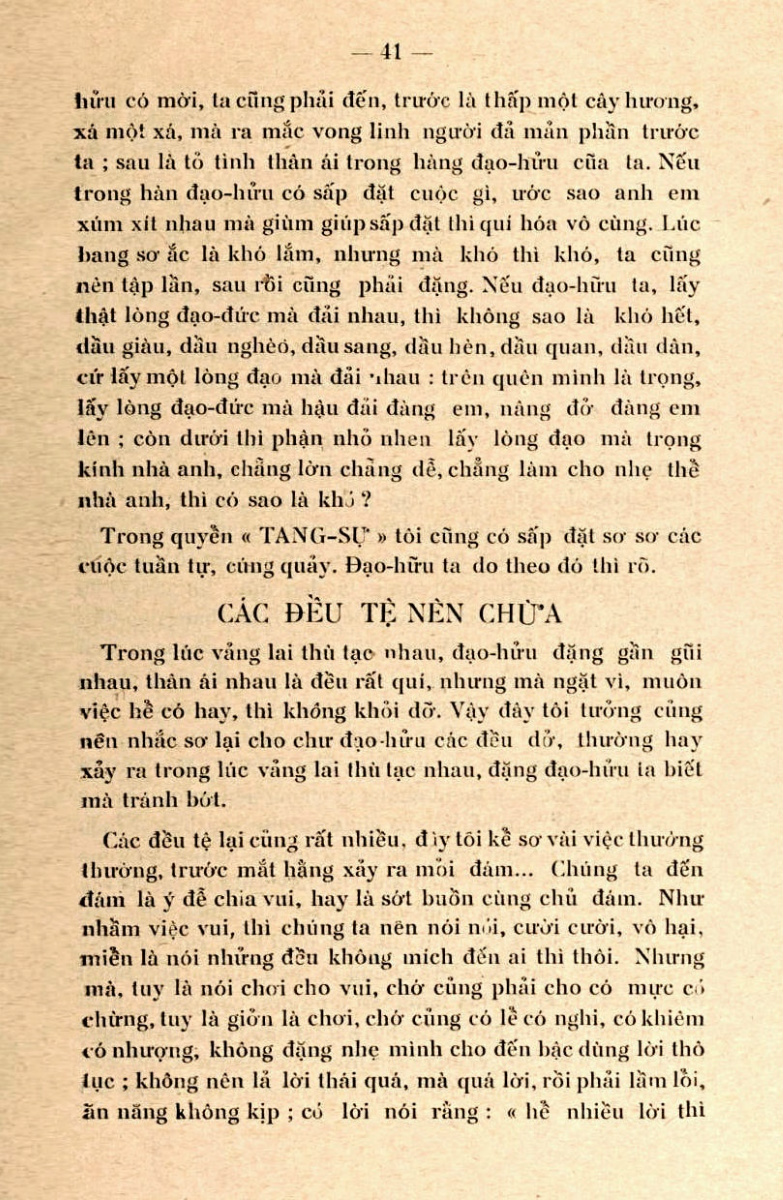 — 41 —
hửu có mời, ta cũng phải đến, trước là thấp một cây hương,
xá một xá, mà ra mắc vong linh người đả mản phần trước
ta ; sau là tỏ tình thân ái trong hàng đạo-hửu cũa ta. Nếu
trong hàn đạo-hửu có sấp đặt cuộc gì, ước sao anh em
xúm xít nhau mà giùm giúp sấp đặt thì quí hóa vô cùng. Lúc
bang sơ ắc là khó lắm, nhưng mà khó thì khó, ta cũng
nên tập lần, sau rồi cũng phải đặng. Nếu đạo-hữu ta, lấy
thật lòng đạo-đức mà đải nhau, thì không sao là khó hết,
dầu giàu, dầu nghèo, dầu sang, dầu hèn, dầu quan, dầu dân,
cứ lấy một lòng đạo mà đải nhau : trên quên mình là trọng,
lấy lòng đạo-đức mà hậu đải đàng em, nâng đở đàng em
lên ; còn dưới thì phận nhỏ nhen lấy lòng đạo mà trọng
kính nhà anh, chẳng lờn chẳng dễ, chẳng làm cho nhẹ thể
nhà anh, thì có sao là khó ?
Trong quyển « TANG-SỰ » tôi cũng có sấp đặt sơ sơ các
cuộc tuần tự, cúng quảy. Đạo-hữu ta do theo đó thì rõ.
CÁC ĐỀU TỆ NÊN CHỪA
Trong lúc vảng lai thù tạc nhau, đạo-hửu đặng gần gũi
nhau, thân ái nhau là đều rất quí, nhưng mà ngặt vì, muôn
việc hề có hay, thì không khỏi dỡ. Vậy đây tôi tưởng củng
nên nhắc sơ lại cho chư đạo-hửu các đều dở, thường hay
xảy ra trong lúc vảng lai thù tạc nhau, đặng đạo-hửu ta biết
mà tránh bớt.
Các đều tệ lại củng rất nhiều, đây tôi kể sơ vài việc thường
thường, trước mắt hằng xảy ra mỏi đám... Chúng ta đến
đám là ý để chia vui, hay là sớt buồn cùng chủ đám. Như
nhầm việc vui, thì chúng ta nên nói nói, cười cười, vô hại,
miển là nói những đều không mích đến ai thì thôi. Nhưng
mà, tuy là nói chơi cho vui, chớ củng phải cho có mực có
chừng, tuy là giởn là chơi, chớ củng có lề có nghi, có khiêm
có nhượng, không đặng nhẹ mình cho đến bậc dùng lời thô
tục ; không nên lả lời thái quá, mà quá lời, rồi phải lầm lỗi,
ăn năng không kịp ; có lời nói rằng : « hể nhiều lời thì